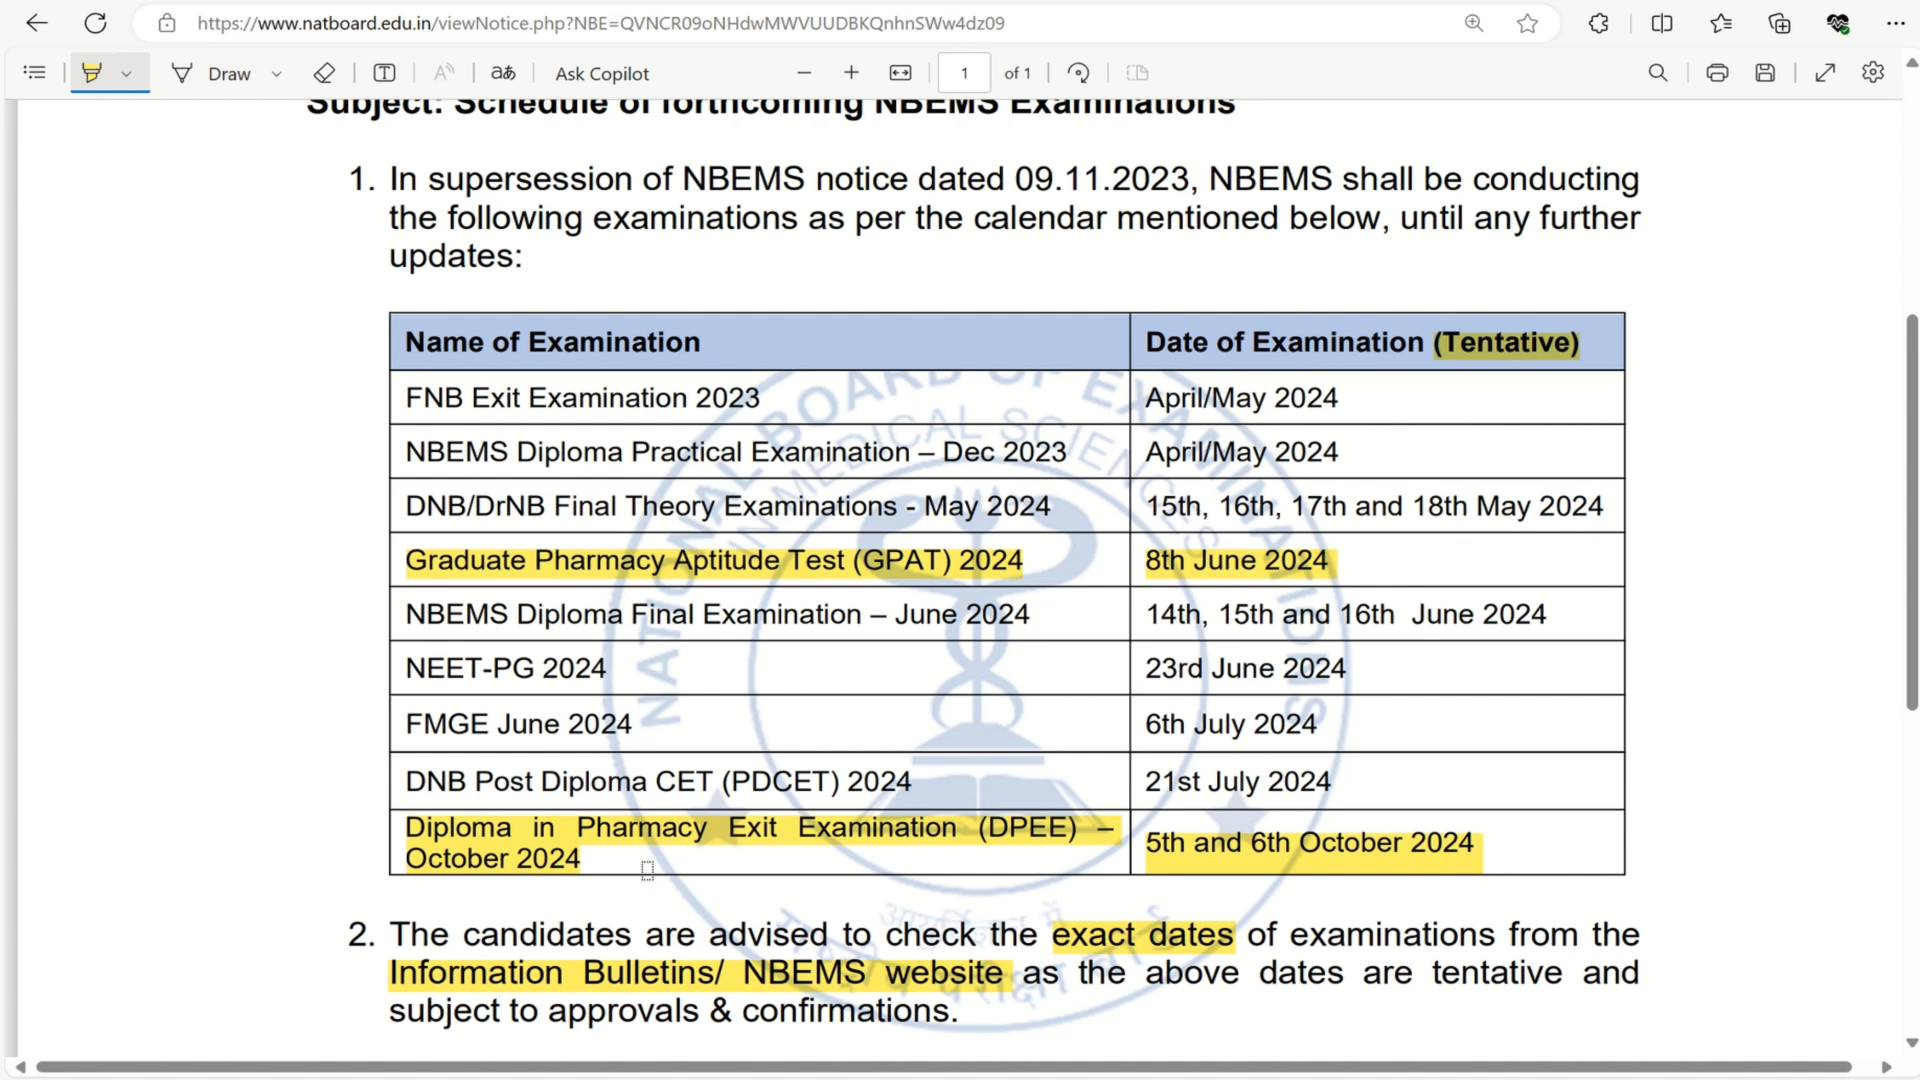 https://www.natboard.edu.in/viewNotice.php?NBE=QVNCR09oNHdwMWVUUDBKQnhnSWw4dz09
Draw
Ask Copilot
1
of 1
Subject: Schedule of forthcoming NBEMS Examinations
1. In supersession of NBEMS notice dated 09.11.2023, NBEMS shall be conducting
the following examinations as per the calendar mentioned below, until any further
updates:
Name of Examination Date of Examination (Tentative)
FNB Exit Examination 2023 April/May 2024
NBEMS Diploma Practical Examination – Dec 2023 April/May 2024
DNB/DrNB Final Theory Examinations - May 2024 15th, 16th, 17th and 18th May 2024
Graduate Pharmacy Aptitude Test (GPAT) 2024 8th June 2024
NBEMS Diploma Final Examination – June 2024 14th, 15th and 16th June 2024
NEET-PG 2024 23rd June 2024
FMGE June 2024 6th July 2024
DNB Post Diploma CET (PDCET) 2024 21st July 2024
Diploma in Pharmacy Exit Examination (DPEE) –
October 2024 5th and 6th October 2024
2. The candidates are advised to check the exact dates of examinations from the
Information Bulletins/ NBEMS website as the above dates are tentative and
subject to approvals & confirmations.
NATIONAL BOARD OF EXAMINATIONS
IN MEDICAL SCIENCES